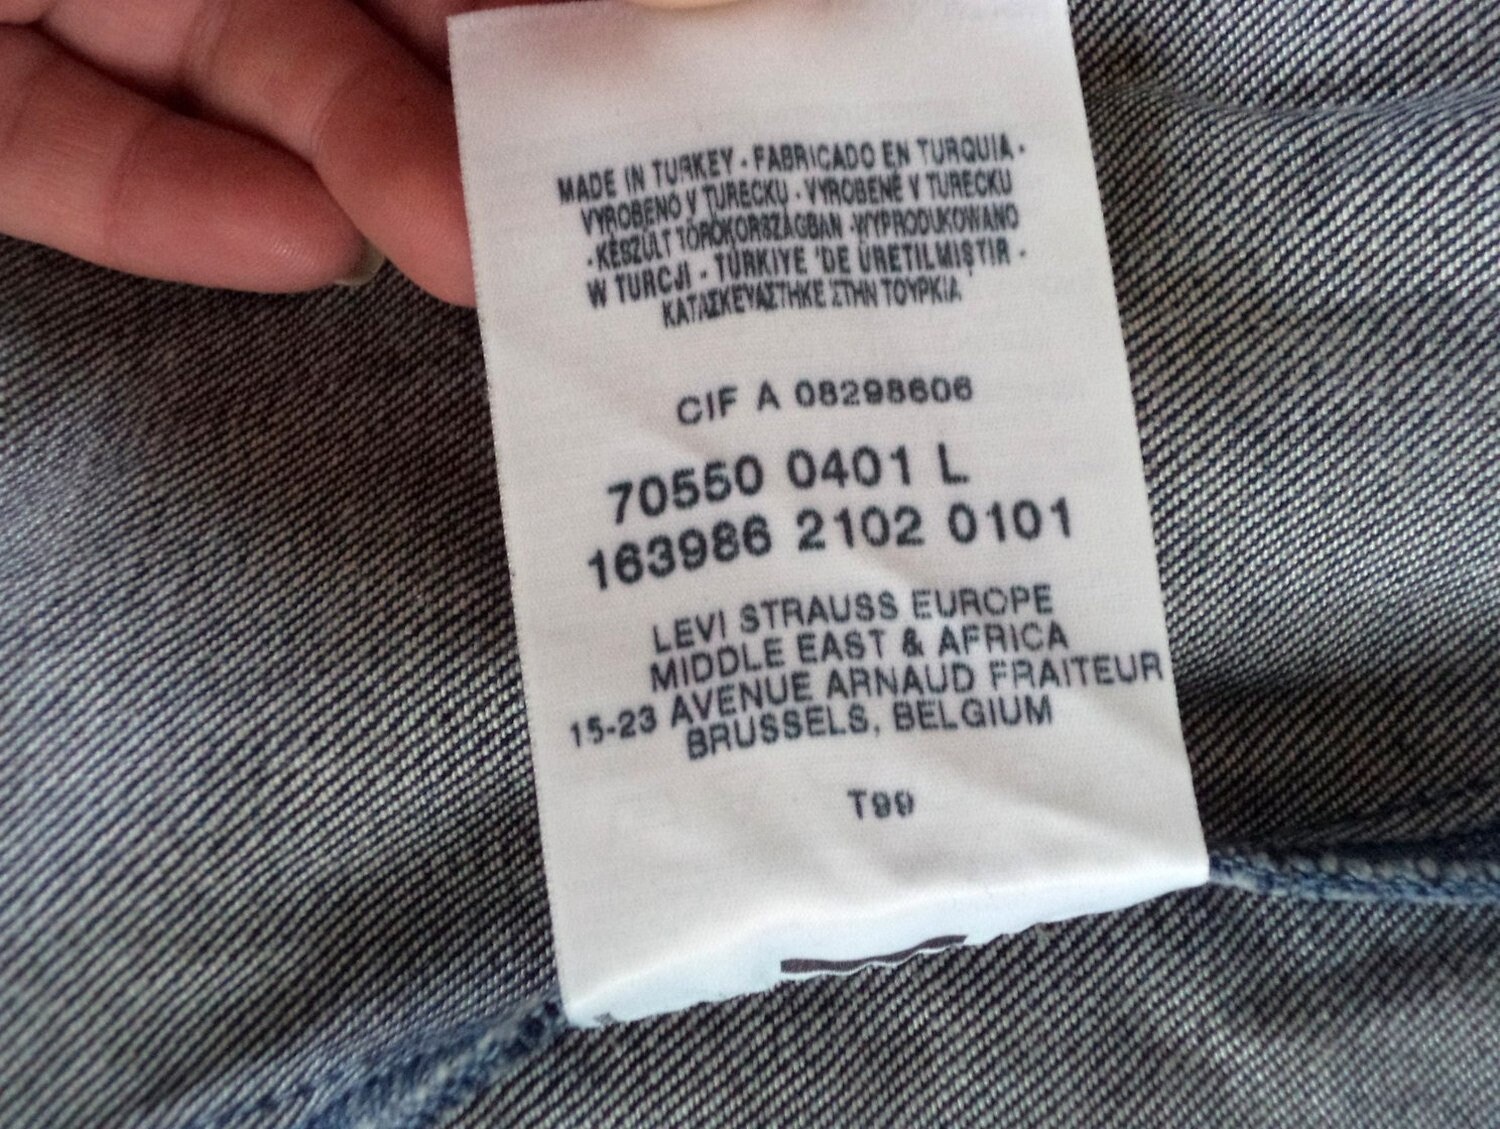 MADE IN TURKEY - FABRICADO EN TURQUIA -
VYROBENO V TURECKU - VYROBENÉ V TURECKU
- KÉSZÜLT TÖRÖKORSZÁGBAN -WYPRODUKOWANO
W TURCJI - TÜRKIYE 'DE ÜRETILMIŞTIR -
ΚΑΤΑΣΚΕΥΑΣΤΗΚΕ ΣΤΗΝ ΤΟΥΡΚΙΑ
CIF A 08298606
70550 0401 L
163986 2102 0101
LEVI STRAUSS EUROPE
MIDDLE EAST & AFRICA
15-23 AVENUE ARNAUD FRAITEUR
BRUSSELS, BELGIUM
T99